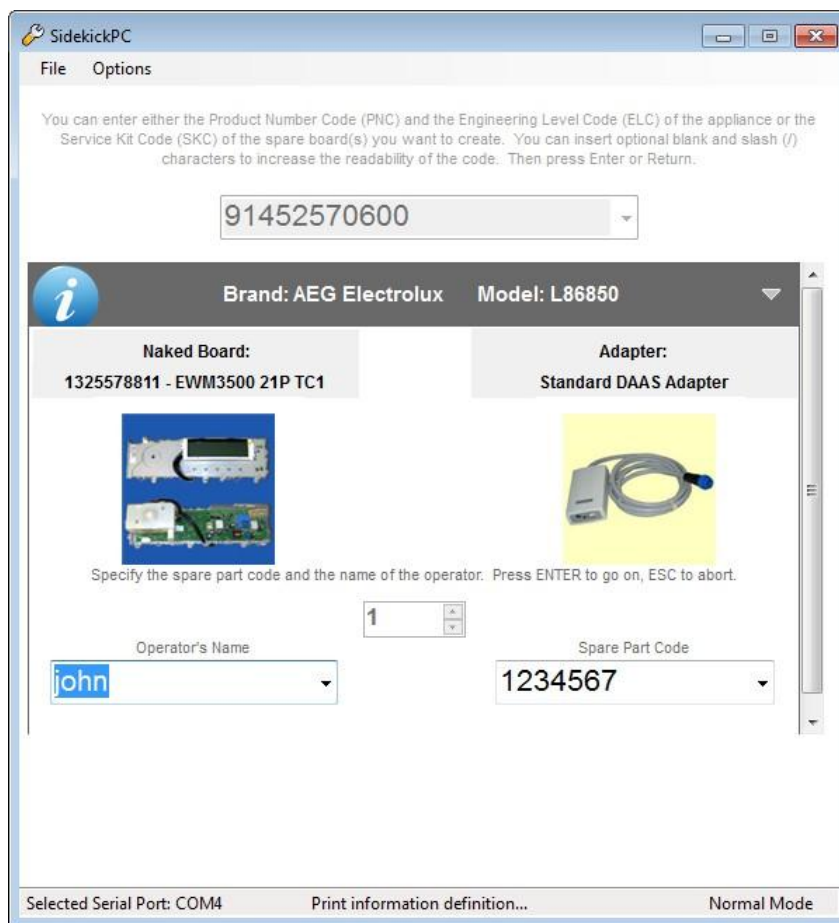 SidekickPC
File Options
You can enter either the Product Number Code (PNC) and the Engineering Level Code (ELC) of the appliance or the
Service Kit Code (SKC) of the spare board(s) you want to create. You can insert optional blank and slash (/)
characters to increase the readability of the code. Then press Enter or Return.
91452570600
Brand: AEG Electrolux Model: L86850
Naked Board:
1325578811 - EWM3500 21P TC1
Adapter:
Standard DAAS Adapter
Specify the spare part code and the name of the operator. Press ENTER to go on, ESC to abort.
1
Operator's Name
john
Spare Part Code
1234567
Selected Serial Port: COM4 Print information definition... Normal Mode